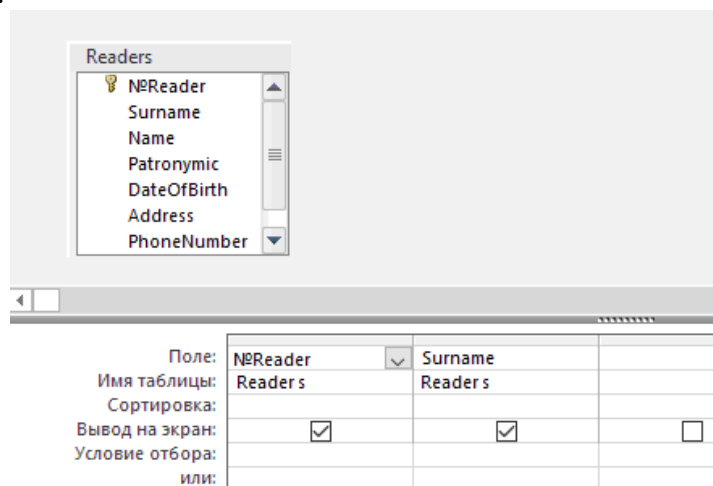 Readers
№Reader
Surname
Name
Patronymic
DateOfBirth
Address
PhoneNumber
Поле: №Reader Surname
Имя таблицы: Readers Readers
Сортировка:
Вывод на экран:
Условие отбора:
или: